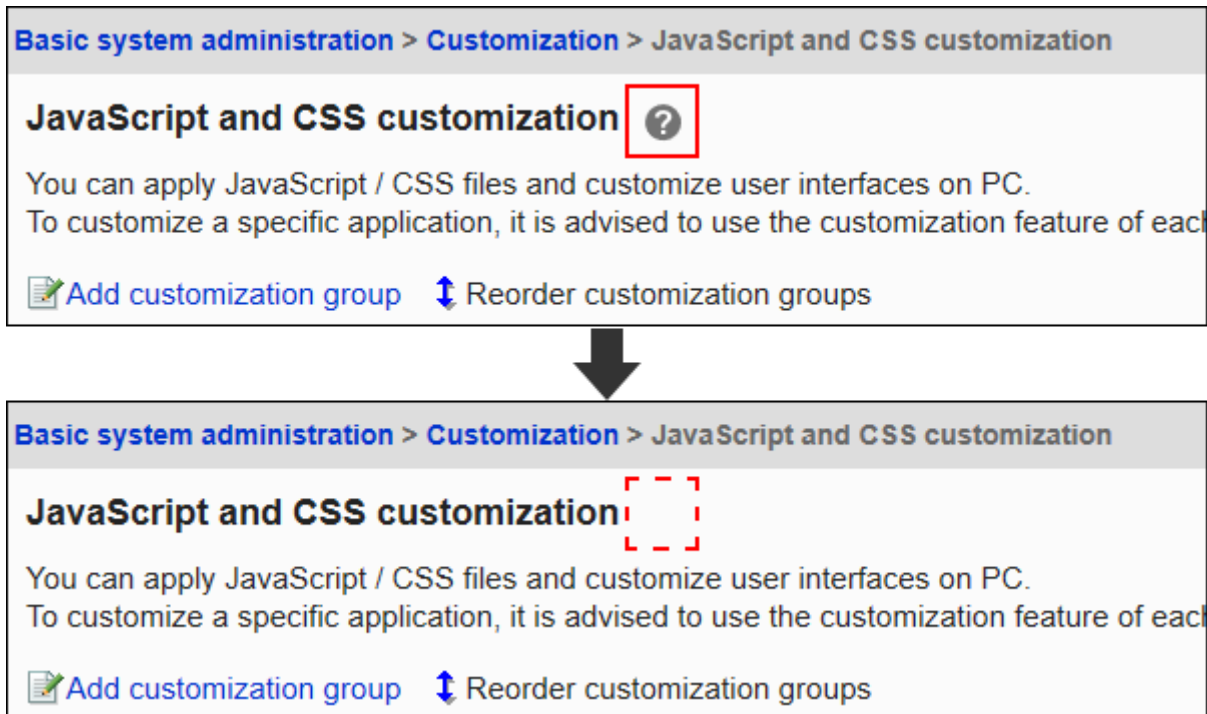 Basic system administration > Customization > JavaScript and CSS customization
JavaScript and CSS customization ?
You can apply JavaScript / CSS files and customize user interfaces on PC.
To customize a specific application, it is advised to use the customization feature of each
Add customization group Reorder customization groups
Basic system administration > Customization > JavaScript and CSS customization
JavaScript and CSS customization
You can apply JavaScript / CSS files and customize user interfaces on PC.
To customize a specific application, it is advised to use the customization feature of each
Add customization group Reorder customization groups